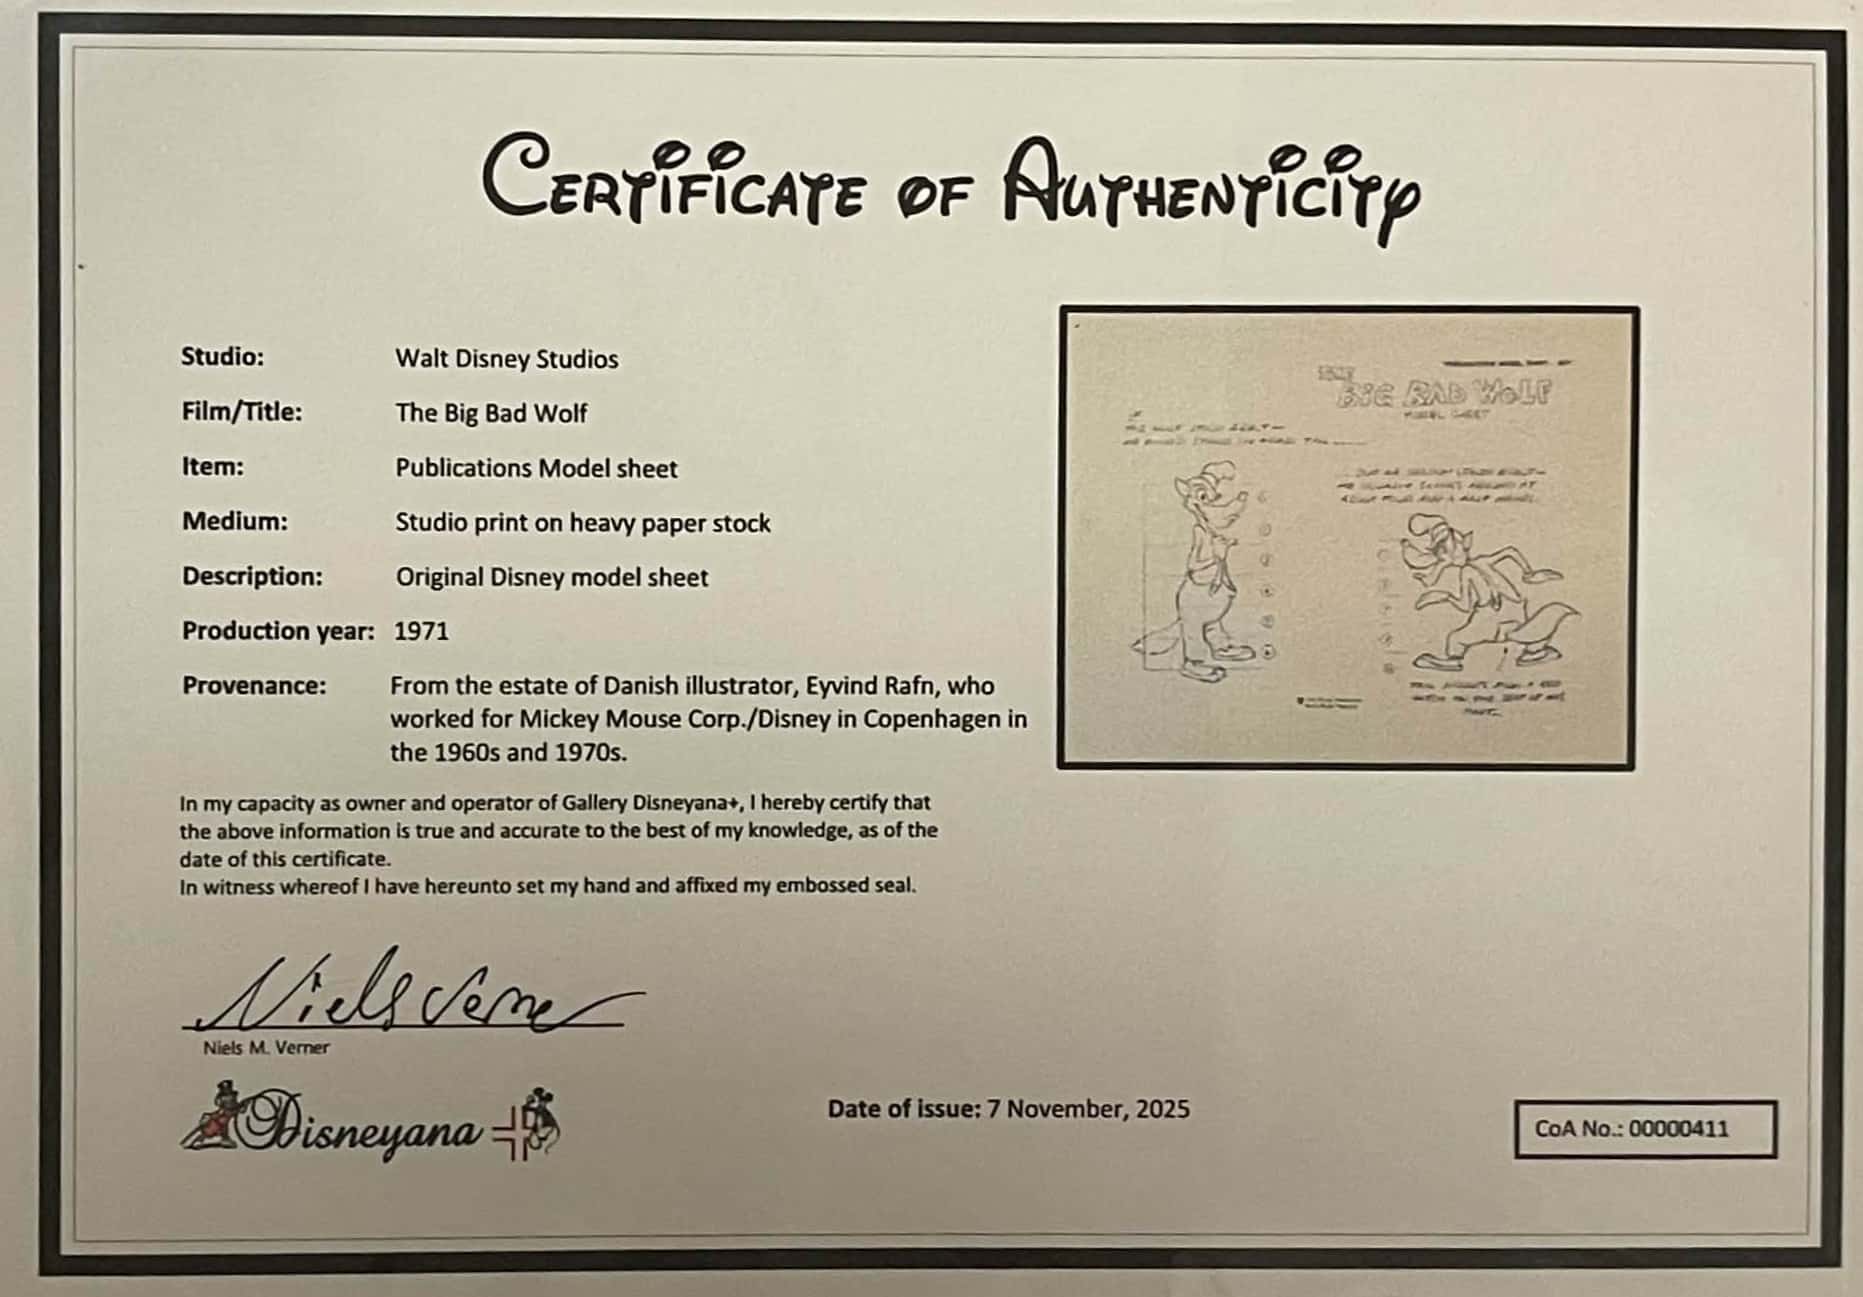 CERTIFICATE OF AUTHENTICITY
Studio: Walt Disney Studios
Film/Title: The Big Bad Wolf
Item: Publications Model sheet
Medium: Studio print on heavy paper stock
Description: Original Disney model sheet
Production year: 1971
Provenance: From the estate of Danish illustrator, Eyvind Rafn, who
worked for Mickey Mouse Corp./Disney in Copenhagen in
the 1960s and 1970s.
BIG BAD WOLF
MODEL SHEET
In my capacity as owner and operator of Gallery Disneyana+, I hereby certify that
the above information is true and accurate to the best of my knowledge, as of the
date of this certificate.
In witness whereof I have hereunto set my hand and affixed my embossed seal.
Niels Verner
Niels M. Verner
Disneyana
Date of issue: 7 November, 2025
CoA No.: 00000411